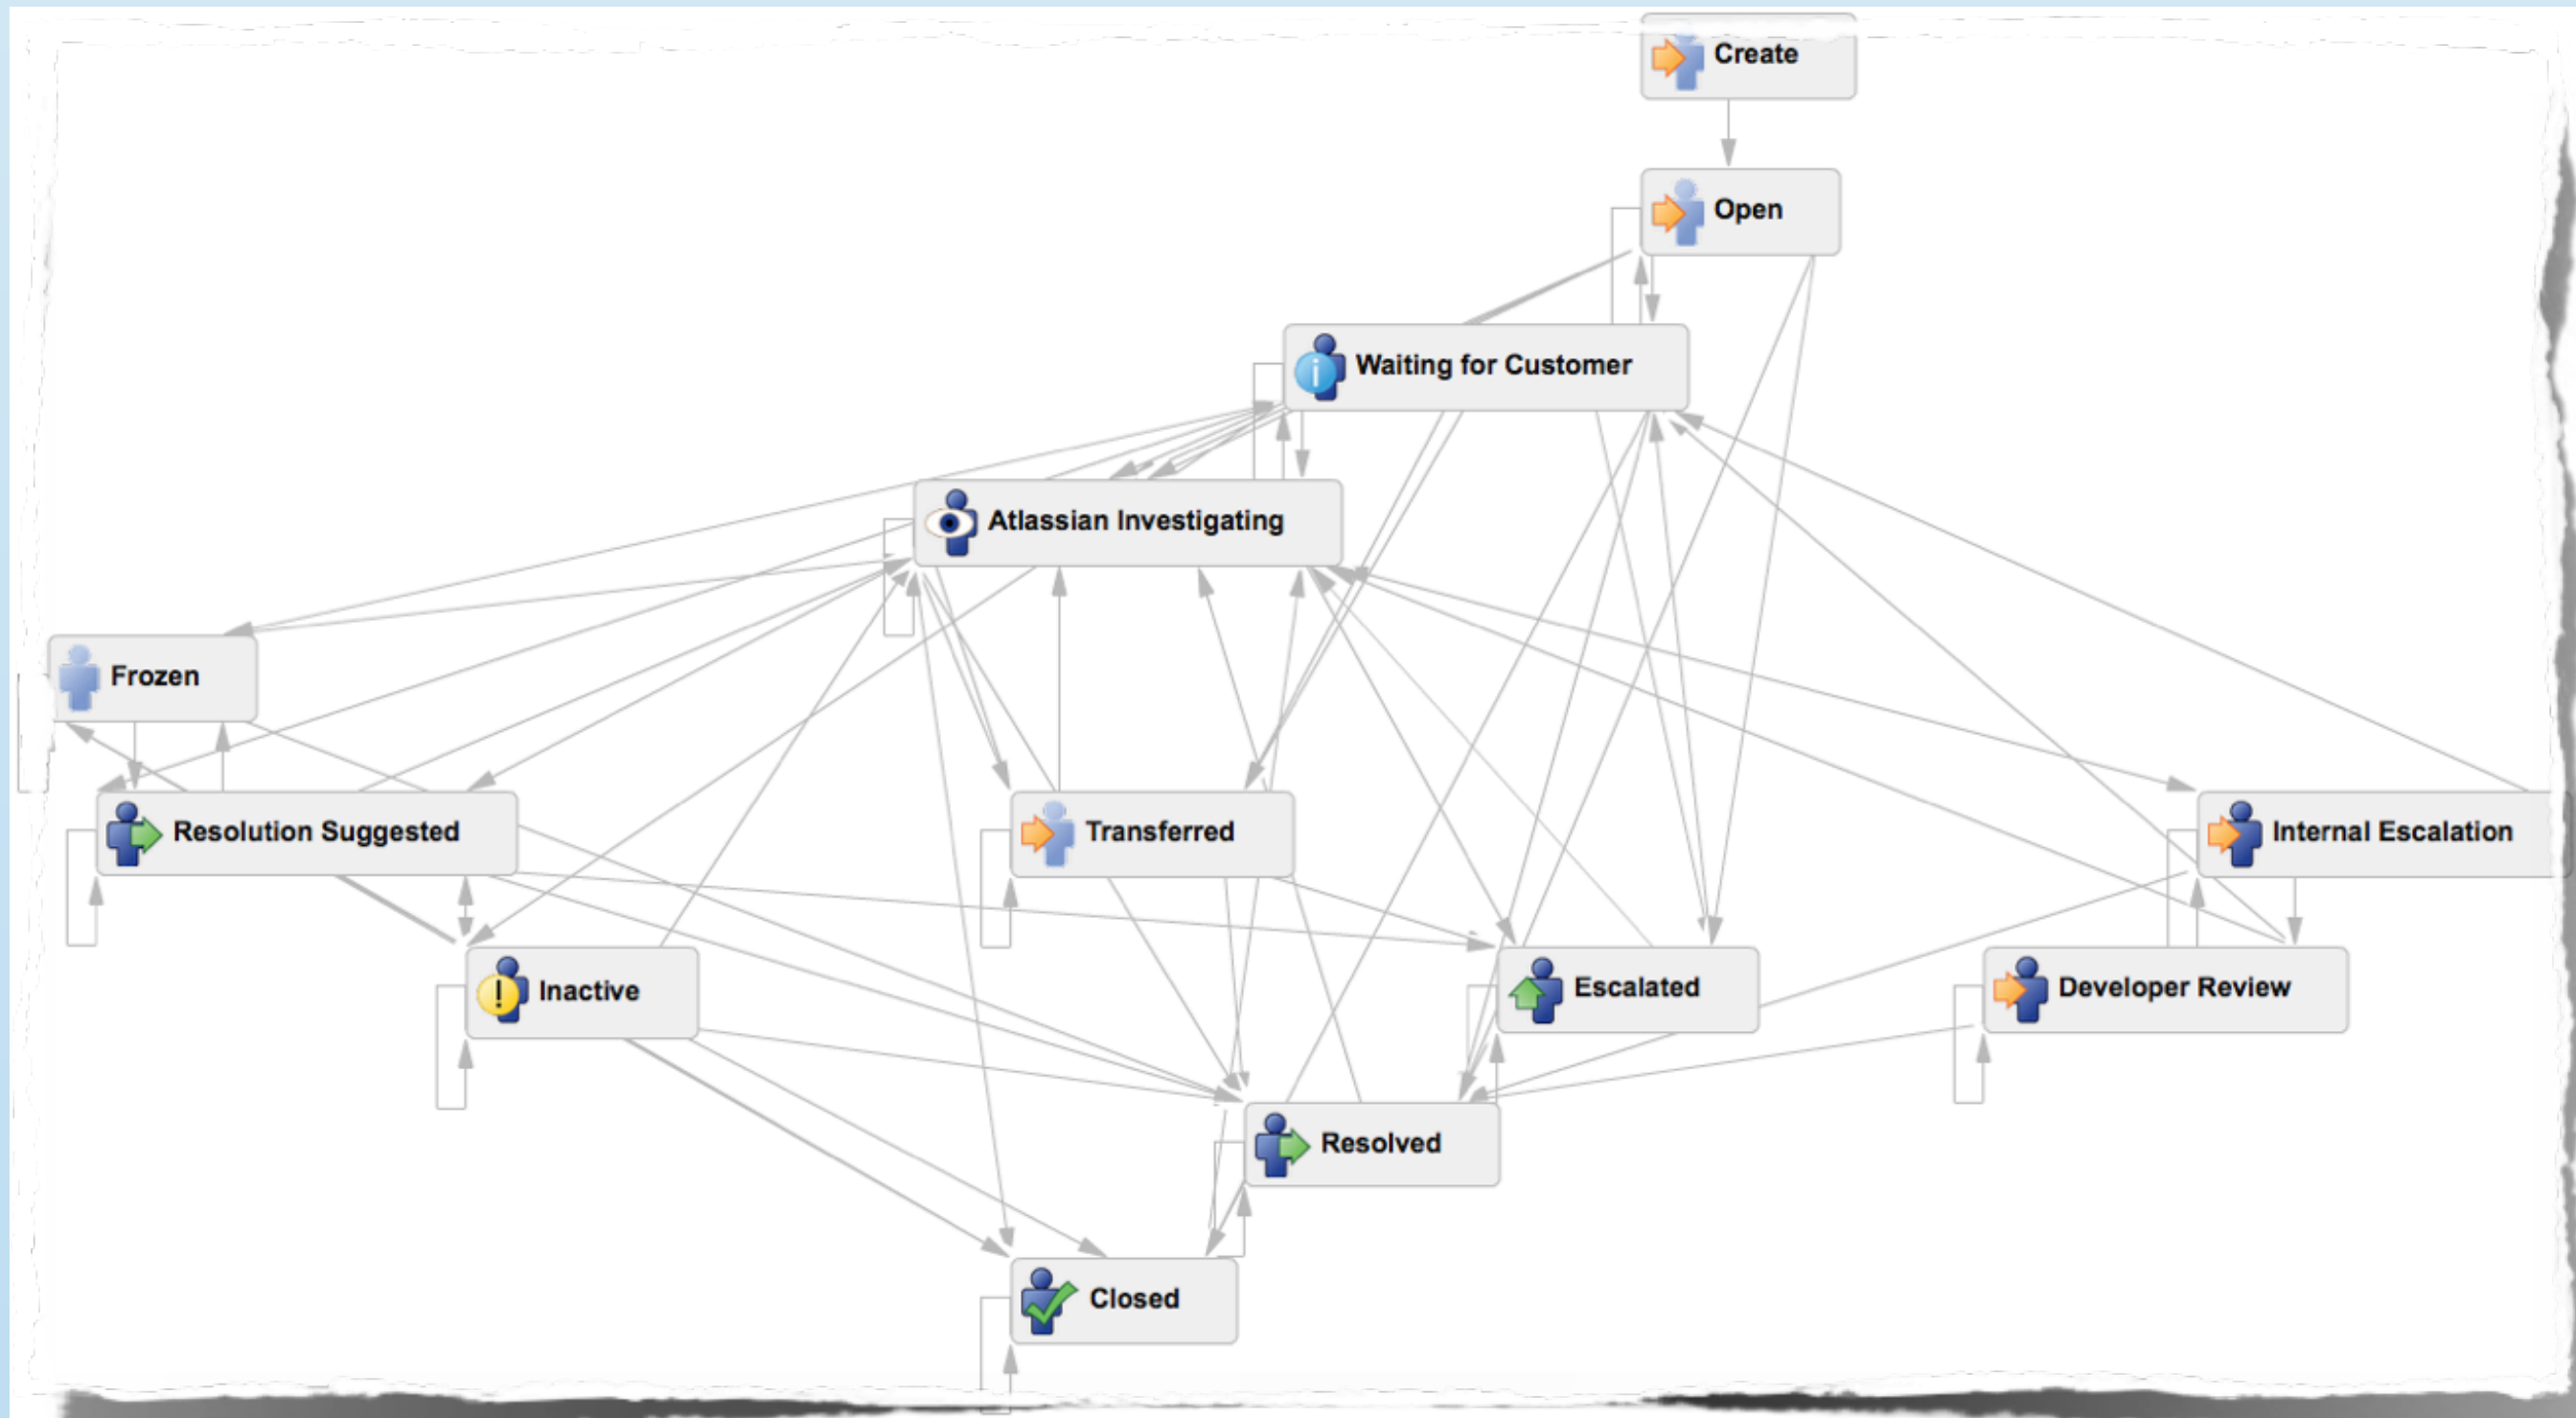 Create
Open
Waiting for Customer
Atlassian Investigating
Frozen
Resolution Suggested
Transferred
Internal Escalation
Inactive
Escalated
Developer Review
Resolved
Closed